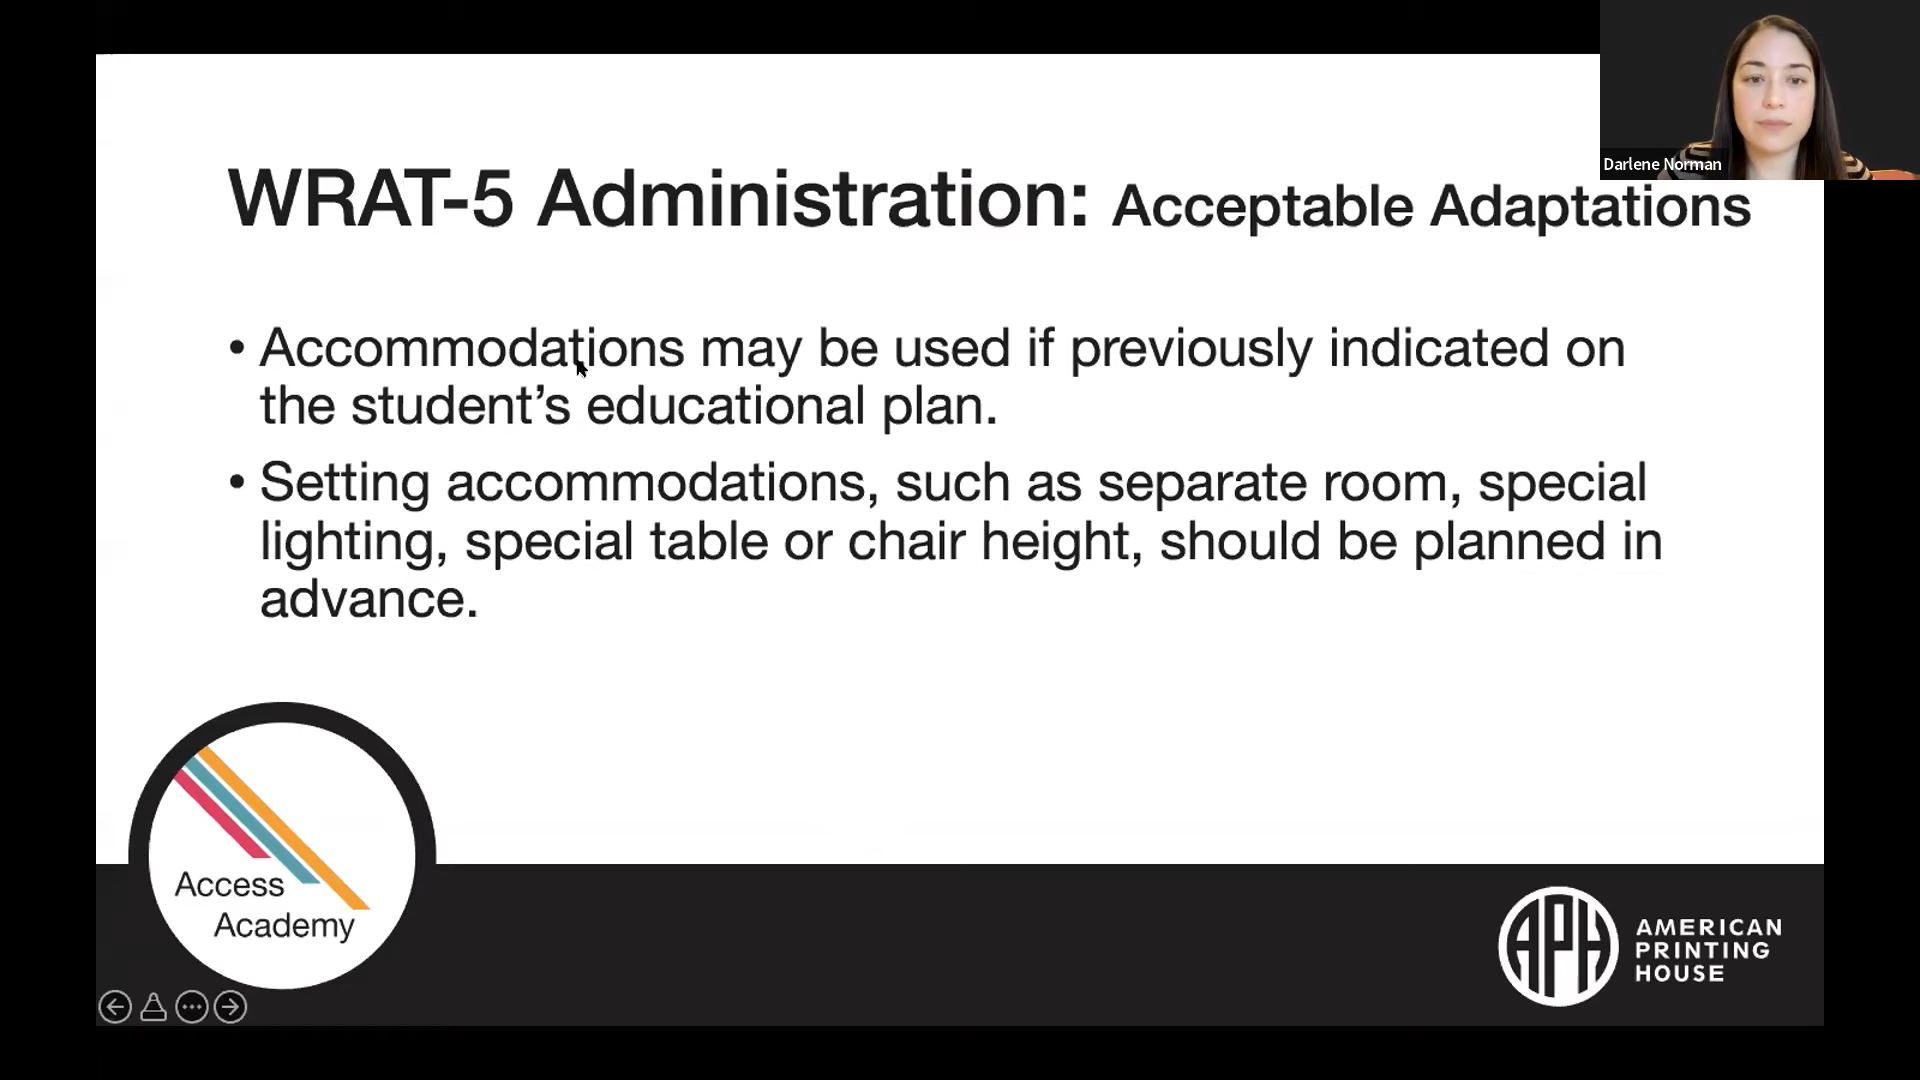 Darlene Norman
WRAT-5 Administration: Acceptable Adaptations
• Accommodations may be used if previously indicated on
the student’s educational plan.
• Setting accommodations, such as separate room, special
lighting, special table or chair height, should be planned in
advance.
Access
Academy
APH
AMERICAN
PRINTING
HOUSE